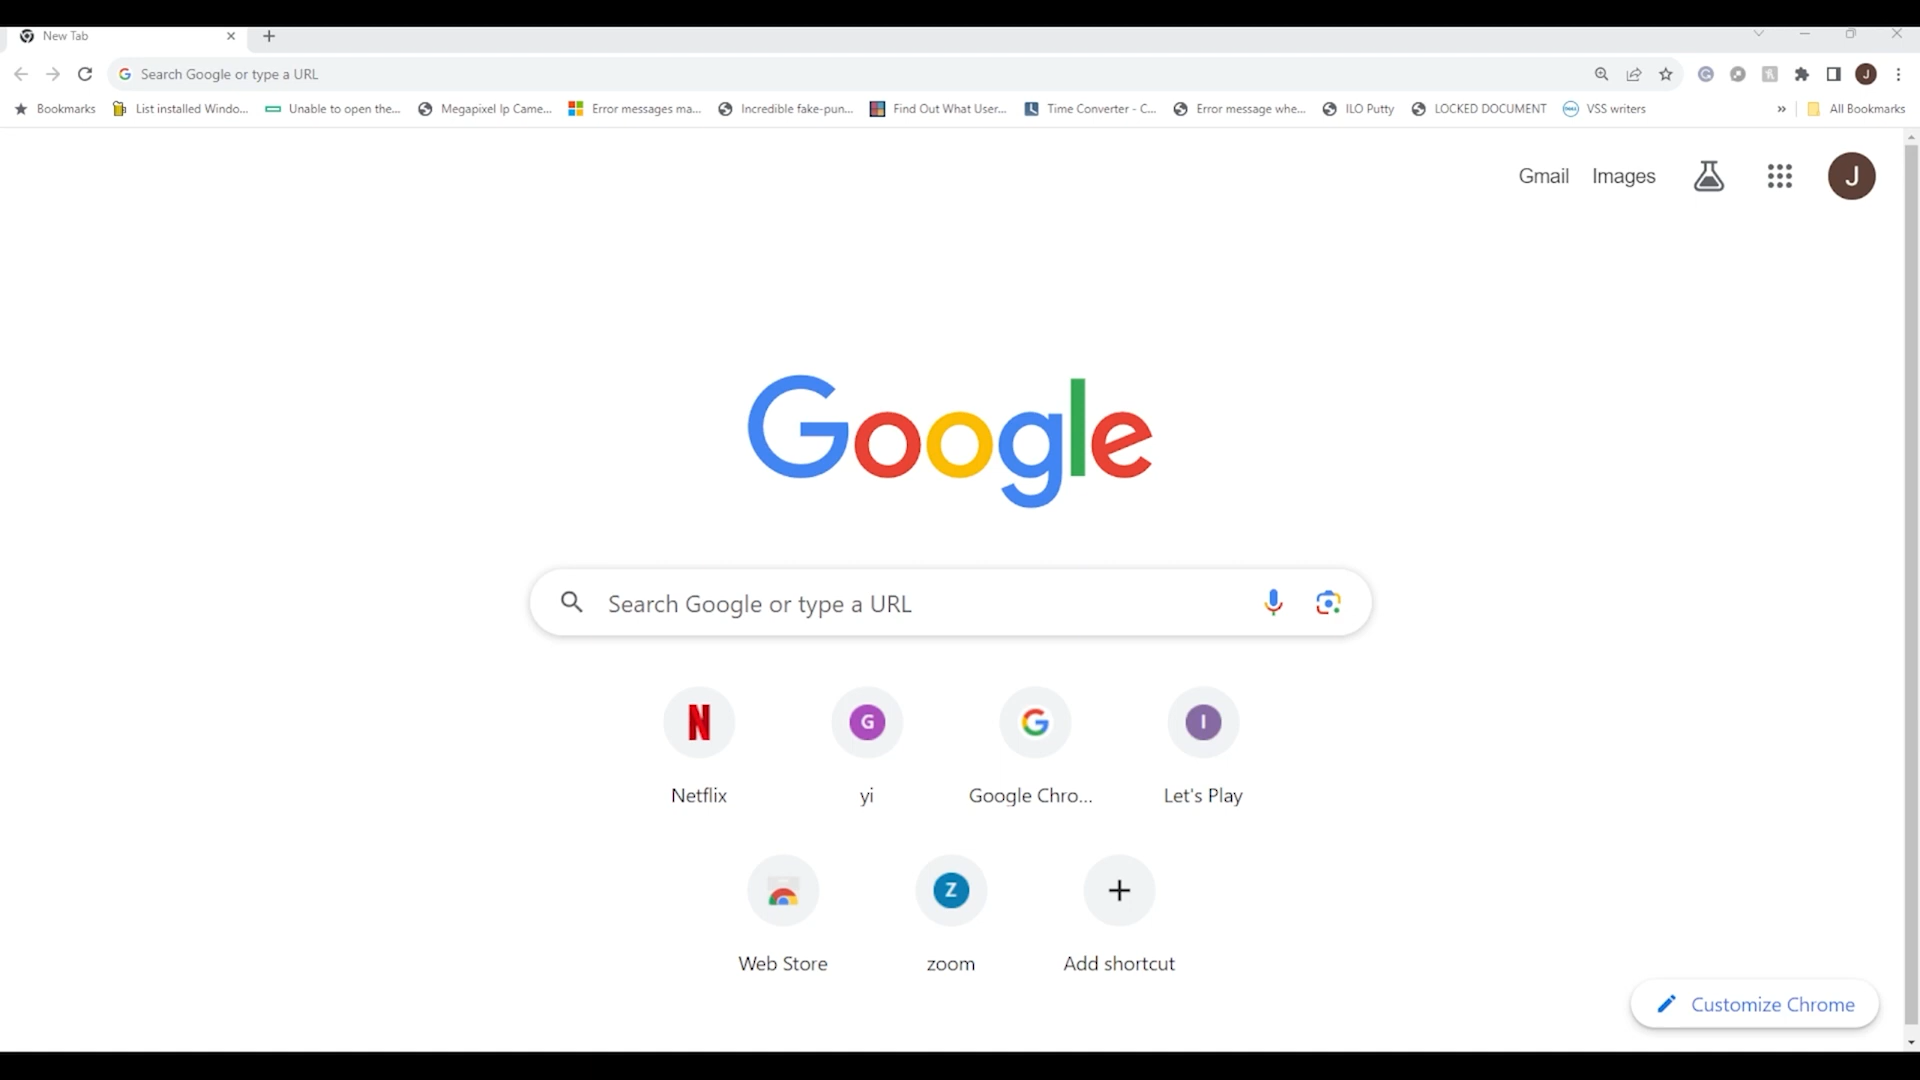 New Tab
Search Google or type a URL
Bookmarks List installed Windo... Unable to open the... Megapixel Ip Came... Error messages ma... Incredible fake-pun... Find Out What User... Time Converter - C... Error message whe... ILO Putty LOCKED DOCUMENT VSS writers » All Bookmarks
Gmail Images J
Google
Search Google or type a URL
N G G I
Netflix yi Google Chro... Let's Play
Z
Web Store zoom Add shortcut
Customize Chrome